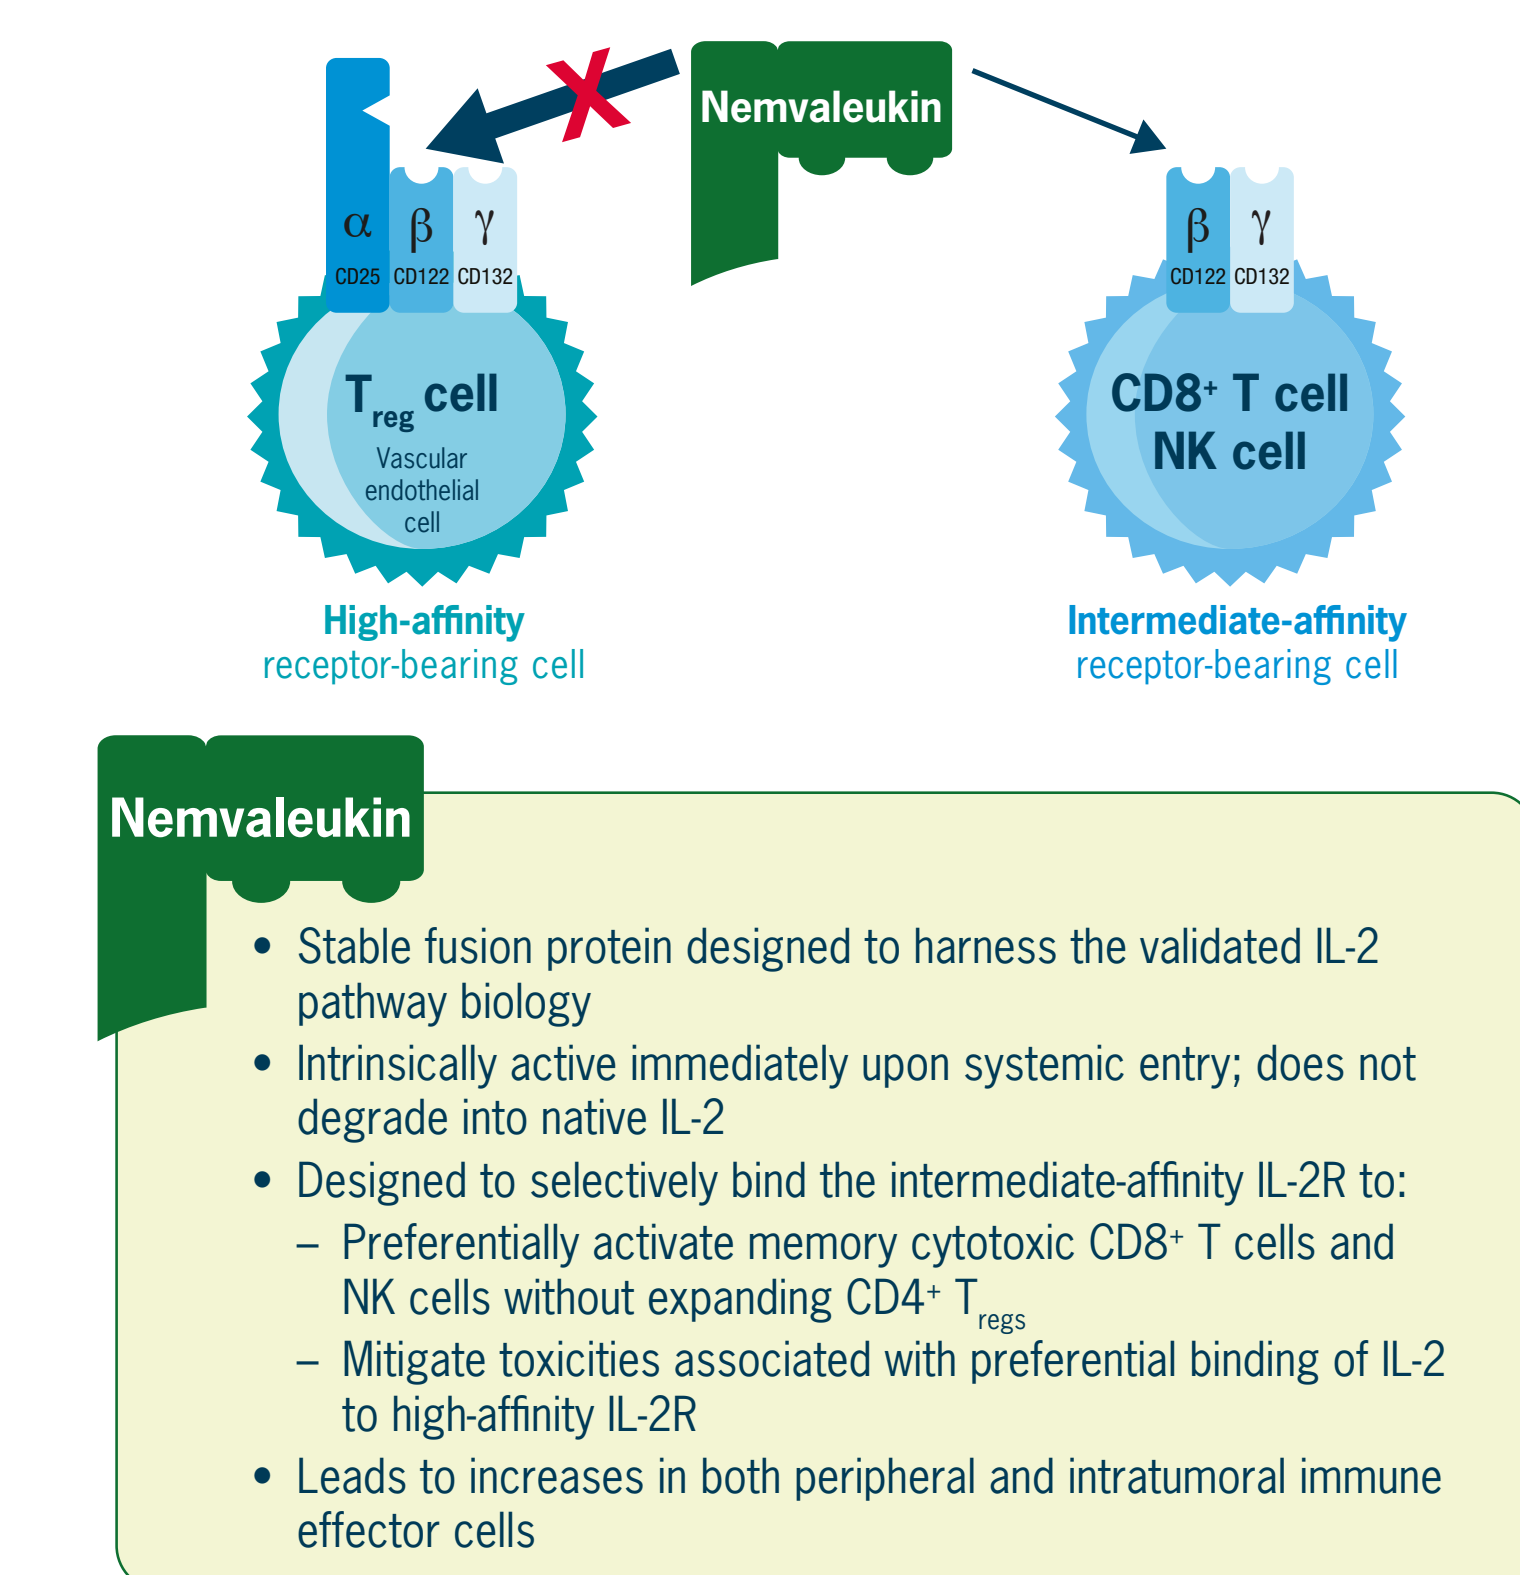 Nemvaleukin
α
β
γ
CD25
CD122
CD132
β
γ
CD122
CD132
T_reg cell
Vascular
endothelial
cell
CD8⁺ T cell
NK cell
High-affinity
receptor-bearing cell
Intermediate-affinity
receptor-bearing cell
Nemvaleukin
• Stable fusion protein designed to harness the validated IL-2
pathway biology
• Intrinsically active immediately upon systemic entry; does not
degrade into native IL-2
• Designed to selectively bind the intermediate-affinity IL-2R to:
– Preferentially activate memory cytotoxic CD8⁺ T cells and
NK cells without expanding CD4⁺ T_regs
– Mitigate toxicities associated with preferential binding of IL-2
to high-affinity IL-2R
• Leads to increases in both peripheral and intratumoral immune
effector cells